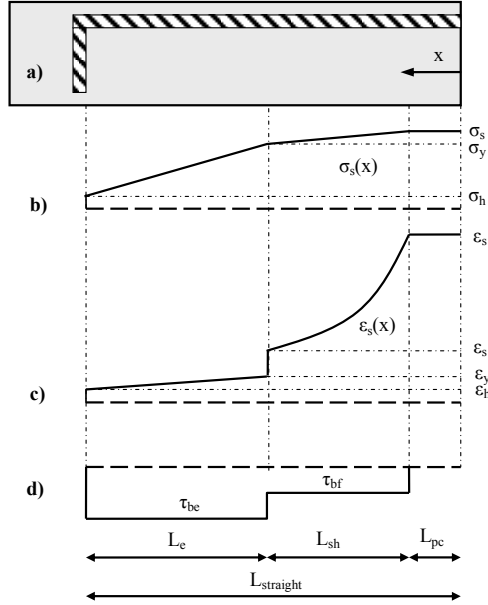 x
a)
σs
σy
σs(x)
σh
b)
εs
εs(x)
εs
εy
εh
c)
d)
τbe
τbf
Le
Lsh
Lpc
Lstraight